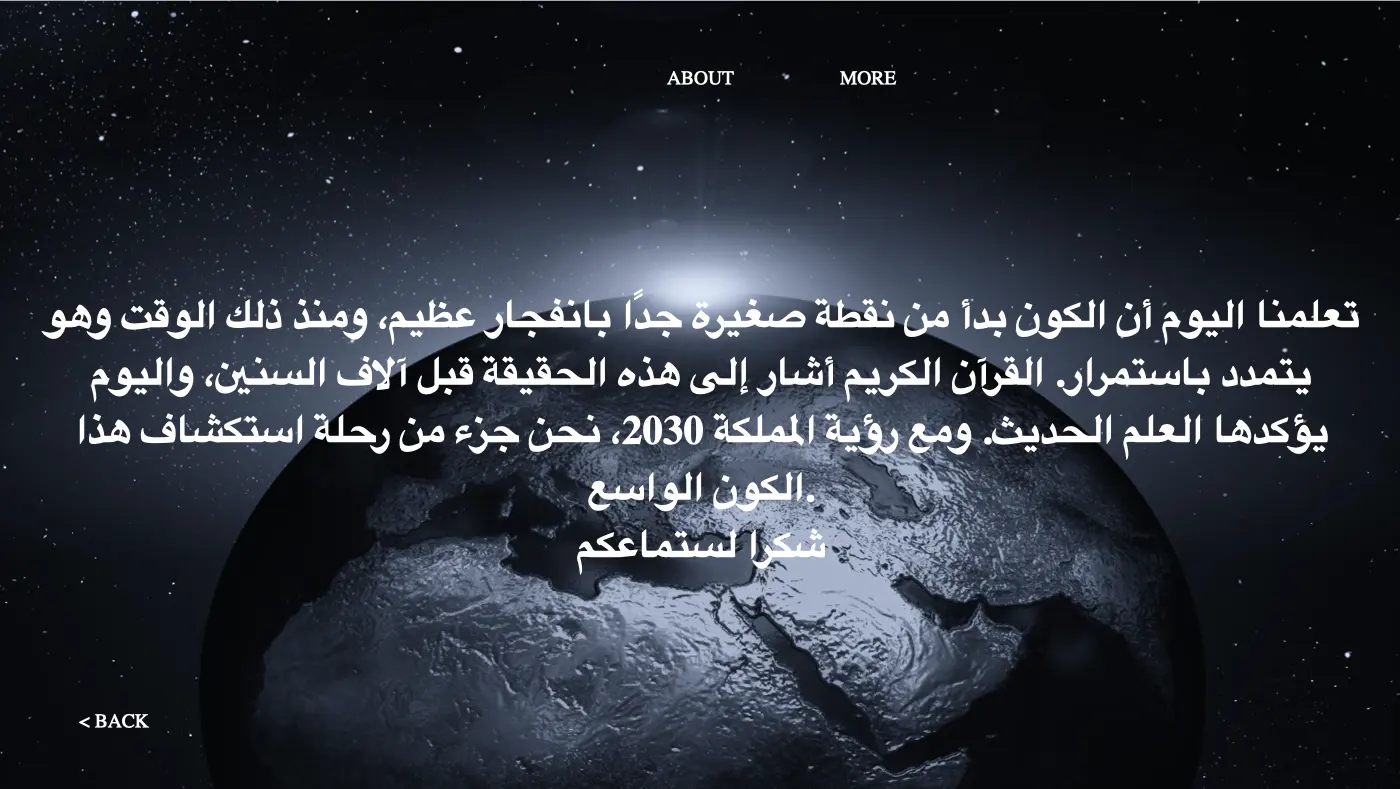 ABOUT
MORE
تعلمنا اليوم أن الكون بدأ من نقطة صغيرة جدًا بانفجار عظيم، ومنذ ذلك الوقت وهو
يتمدد باستمرار. القرآن الكريم أشار إلى هذه الحقيقة قبل آلاف السنين، واليوم
يؤكدها العلم الحديث. ومع رؤية المملكة 2030، نحن جزء من رحلة استكشاف هذا
الكون الواسع.
شكرا لستماعكم
< BACK